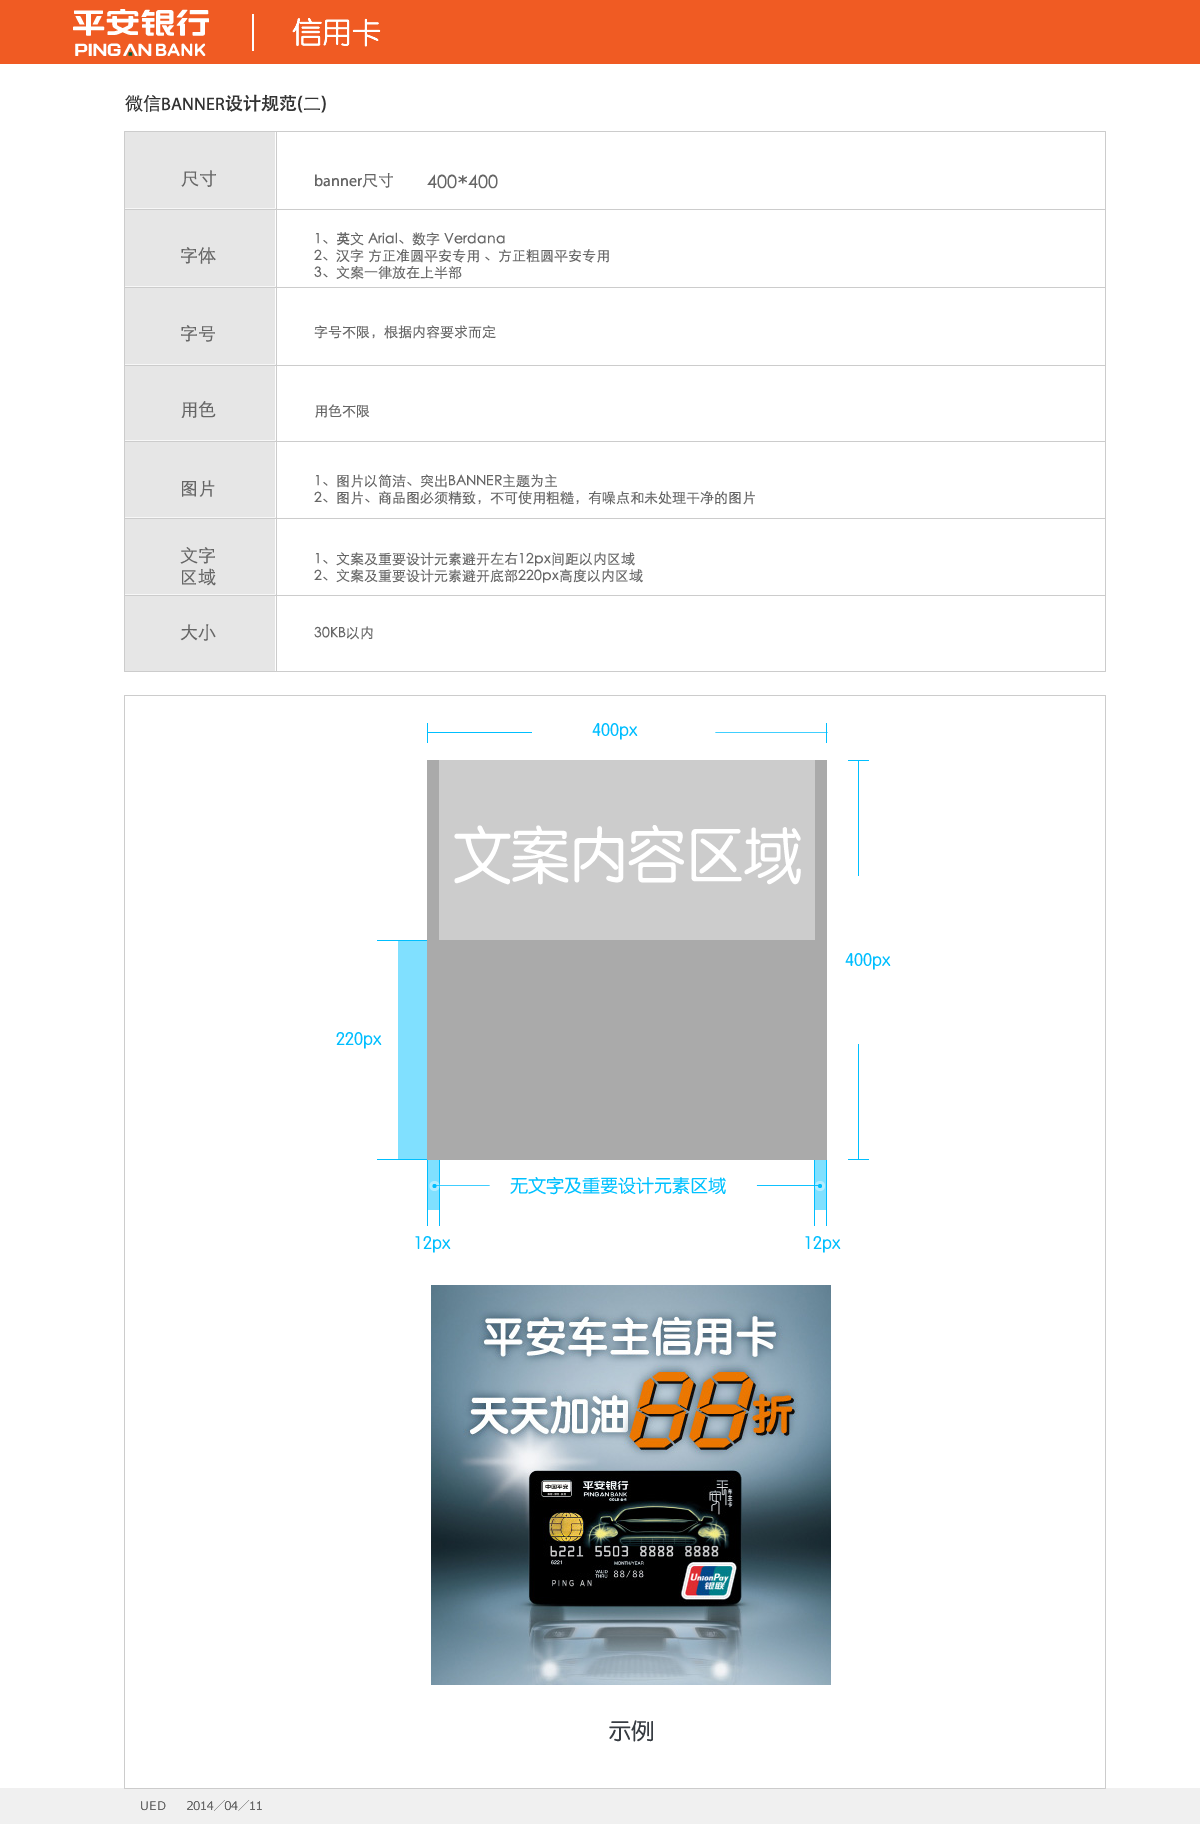 平安银行
PING AN BANK
信用卡
微信BANNER设计规范(二)
尺寸
banner尺寸 400*400
字体
1、英文 Arial、数字 Verdana
2、汉字 方正准圆平安专用 、方正粗圆平安专用
3、文案一律放在上半部
字号
字号不限，根据内容要求而定
用色
用色不限
图片
1、图片以简洁、突出BANNER主题为主
2、图片、商品图必须精致，不可使用粗糙，有噪点和未处理干净的图片
文字
区域
1、文案及重要设计元素避开左右12px间距以内区域
2、文案及重要设计元素避开底部220px高度以内区域
大小
30KB以内
400px
文案内容区域
400px
220px
无文字及重要设计元素区域
12px
12px
平安车主信用卡
天天加油88折
中国平安
平安银行
PING AN BANK
平安
车主卡
6221 5503 8888 8888
6221
MONTH/YEAR
VALID
THRU
88/88
PING AN
UnionPay
银联
示例
UED 2014／04／11